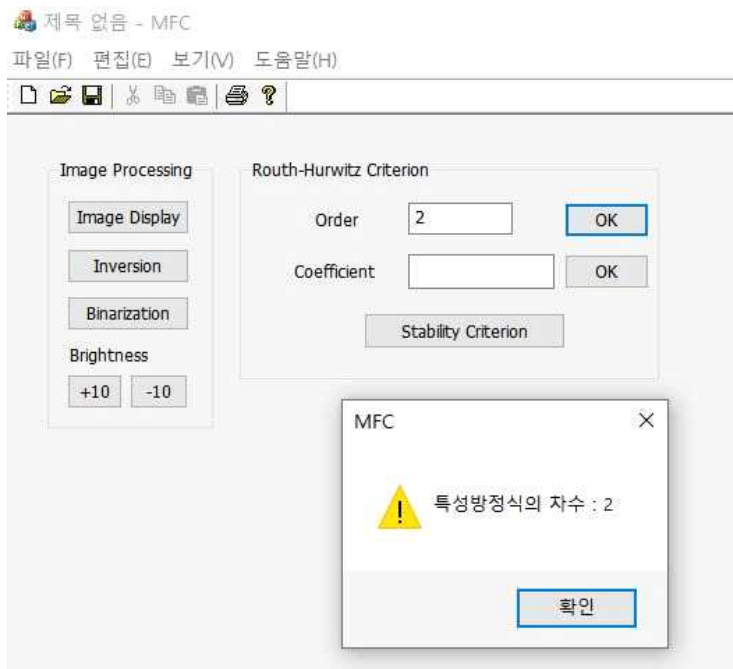 제목 없음 - MFC
파일(F) 편집(E) 보기(V) 도움말(H)
Image Processing
Image Display
Inversion
Binarization
Brightness
+10 -10
Routh-Hurwitz Criterion
Order 2 OK
Coefficient OK
Stability Criterion
MFC
특성방정식의 차수 : 2
확인